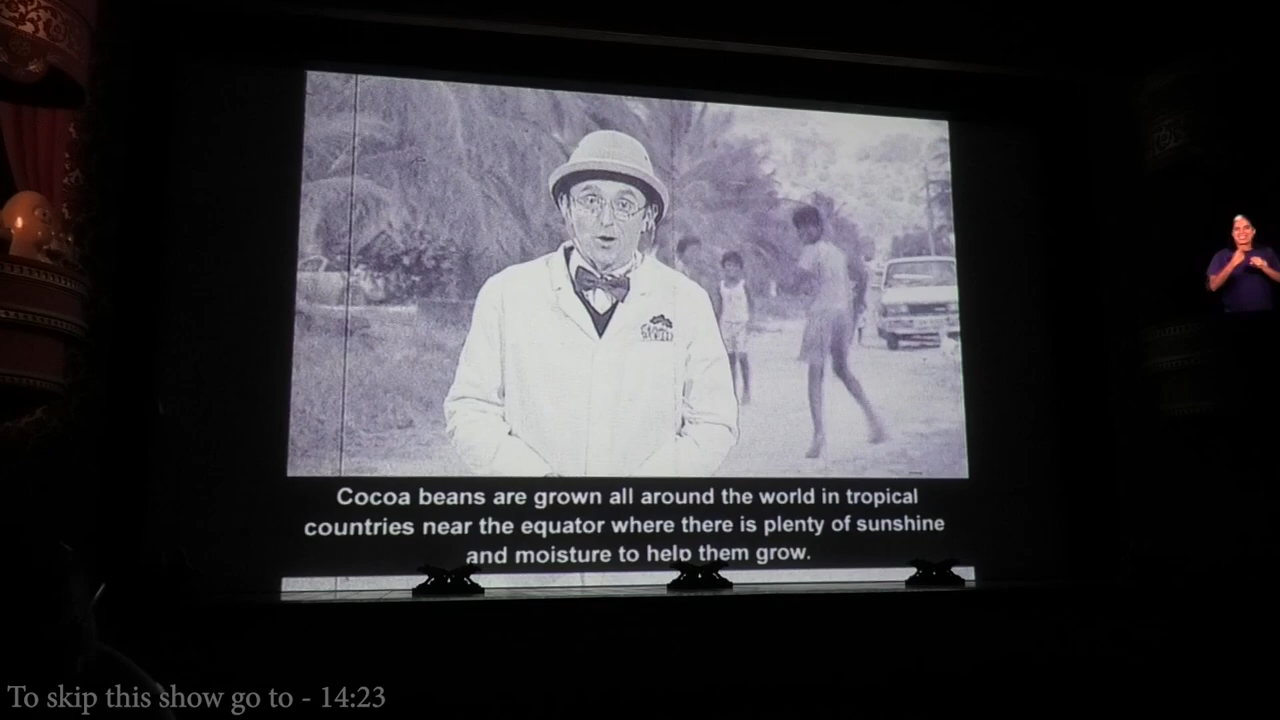 Cocoa beans are grown all around the world in tropical
countries near the equator where there is plenty of sunshine
and moisture to help them grow.
To skip this show go to - 14:23